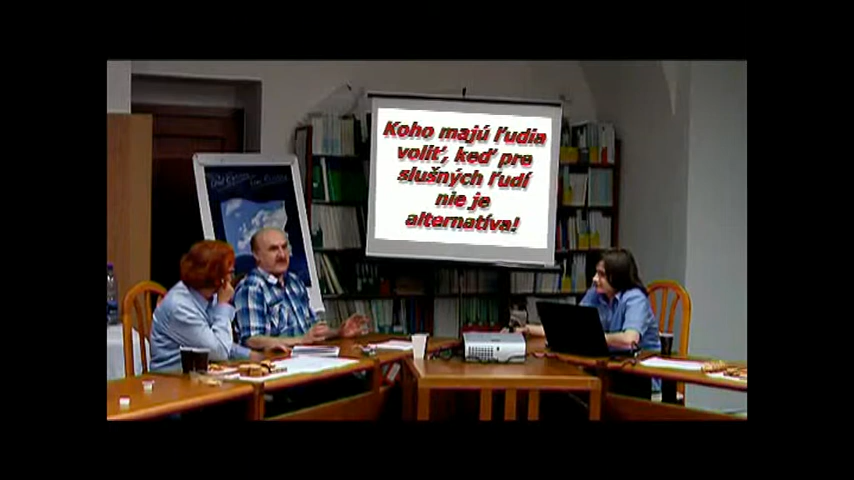 Koho majú ľudia
voliť, keď pre
slušných ľudí
nie je
alternatíva!